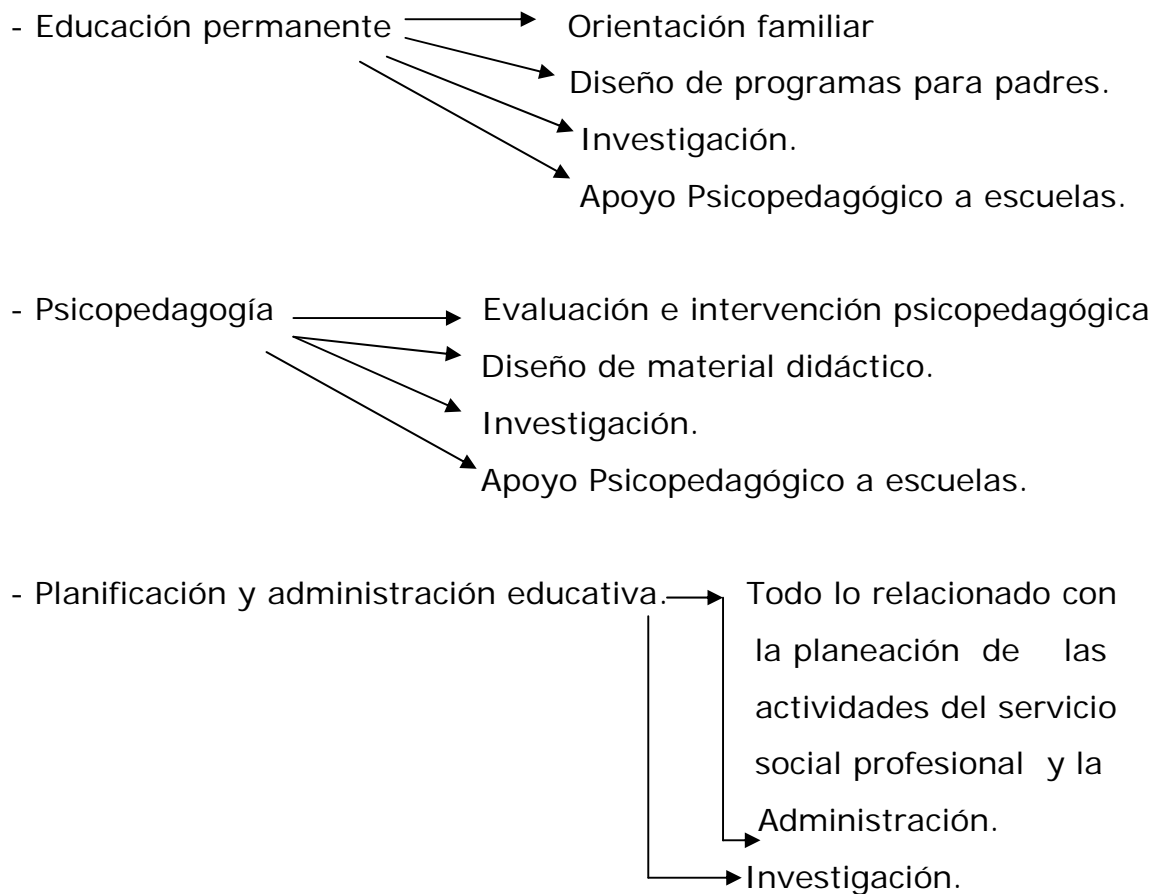 - Educación permanente Orientación familiar
Diseño de programas para padres.
Investigación.
Apoyo Psicopedagógico a escuelas.
- Psicopedagogía Evaluación e intervención psicopedagógica
Diseño de material didáctico.
Investigación.
Apoyo Psicopedagógico a escuelas.
- Planificación y administración educativa. Todo lo relacionado con
la planeación de las
actividades del servicio
social profesional y la
Administración.
Investigación.